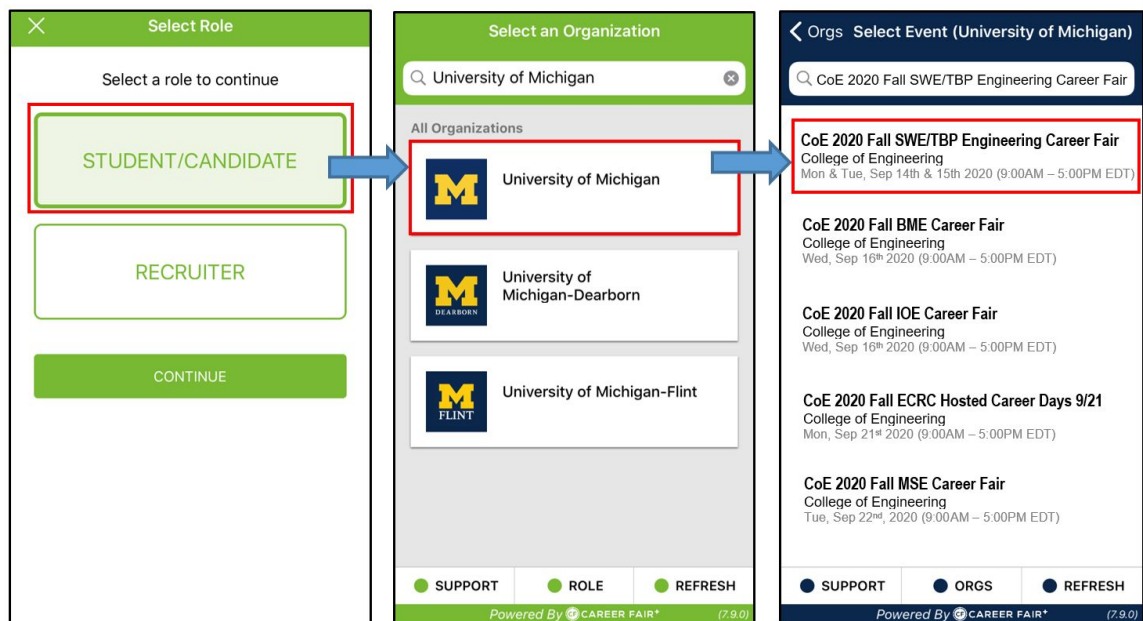 Select Role
Select a role to continue
STUDENT/CANDIDATE
RECRUITER
CONTINUE
Select an Organization
University of Michigan
All Organizations
M
University of Michigan
M
DEARBORN
University of
Michigan-Dearborn
M
FLINT
University of Michigan-Flint
SUPPORT
ROLE
REFRESH
Powered By CF CAREER FAIR+ (7.9.0)
Orgs Select Event (University of Michigan)
CoE 2020 Fall SWE/TBP Engineering Career Fair
CoE 2020 Fall SWE/TBP Engineering Career Fair
College of Engineering
Mon & Tue, Sep 14th & 15th 2020 (9:00AM – 5:00PM EDT)
CoE 2020 Fall BME Career Fair
College of Engineering
Wed, Sep 16th 2020 (9:00AM – 5:00PM EDT)
CoE 2020 Fall IOE Career Fair
College of Engineering
Wed, Sep 16th 2020 (9:00AM – 5:00PM EDT)
CoE 2020 Fall ECRC Hosted Career Days 9/21
College of Engineering
Mon, Sep 21st 2020 (9:00AM – 5:00PM EDT)
CoE 2020 Fall MSE Career Fair
College of Engineering
Tue, Sep 22nd, 2020 (9:00AM – 5:00PM EDT)
SUPPORT
ORGS
REFRESH
Powered By CF CAREER FAIR+ (7.9.0)